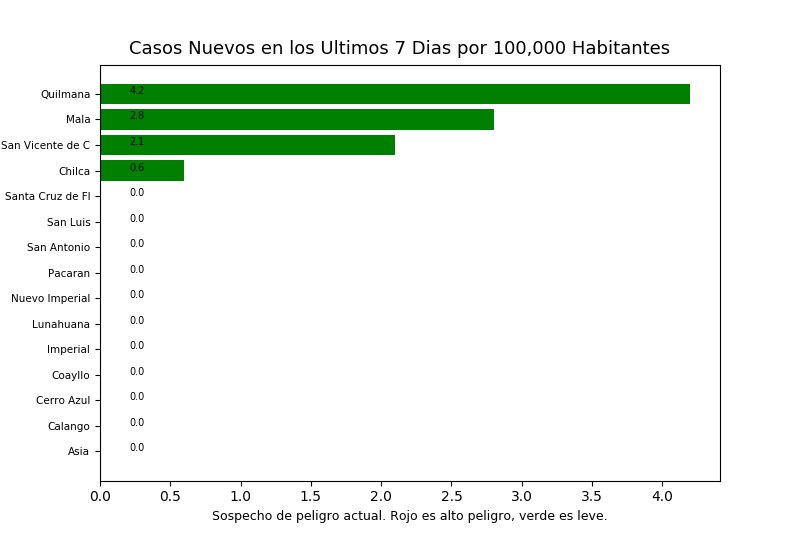 Casos Nuevos en los Ultimos 7 Dias por 100,000 Habitantes
Quilmana 4.2
Mala 2.8
San Vicente de C 2.1
Chilca 0.6
Santa Cruz de Fl 0.0
San Luis 0.0
San Antonio 0.0
Pacaran 0.0
Nuevo Imperial 0.0
Lunahuana 0.0
Imperial 0.0
Coayllo 0.0
Cerro Azul 0.0
Calango 0.0
Asia 0.0
0.0 0.5 1.0 1.5 2.0 2.5 3.0 3.5 4.0
Sospecho de peligro actual. Rojo es alto peligro, verde es leve.